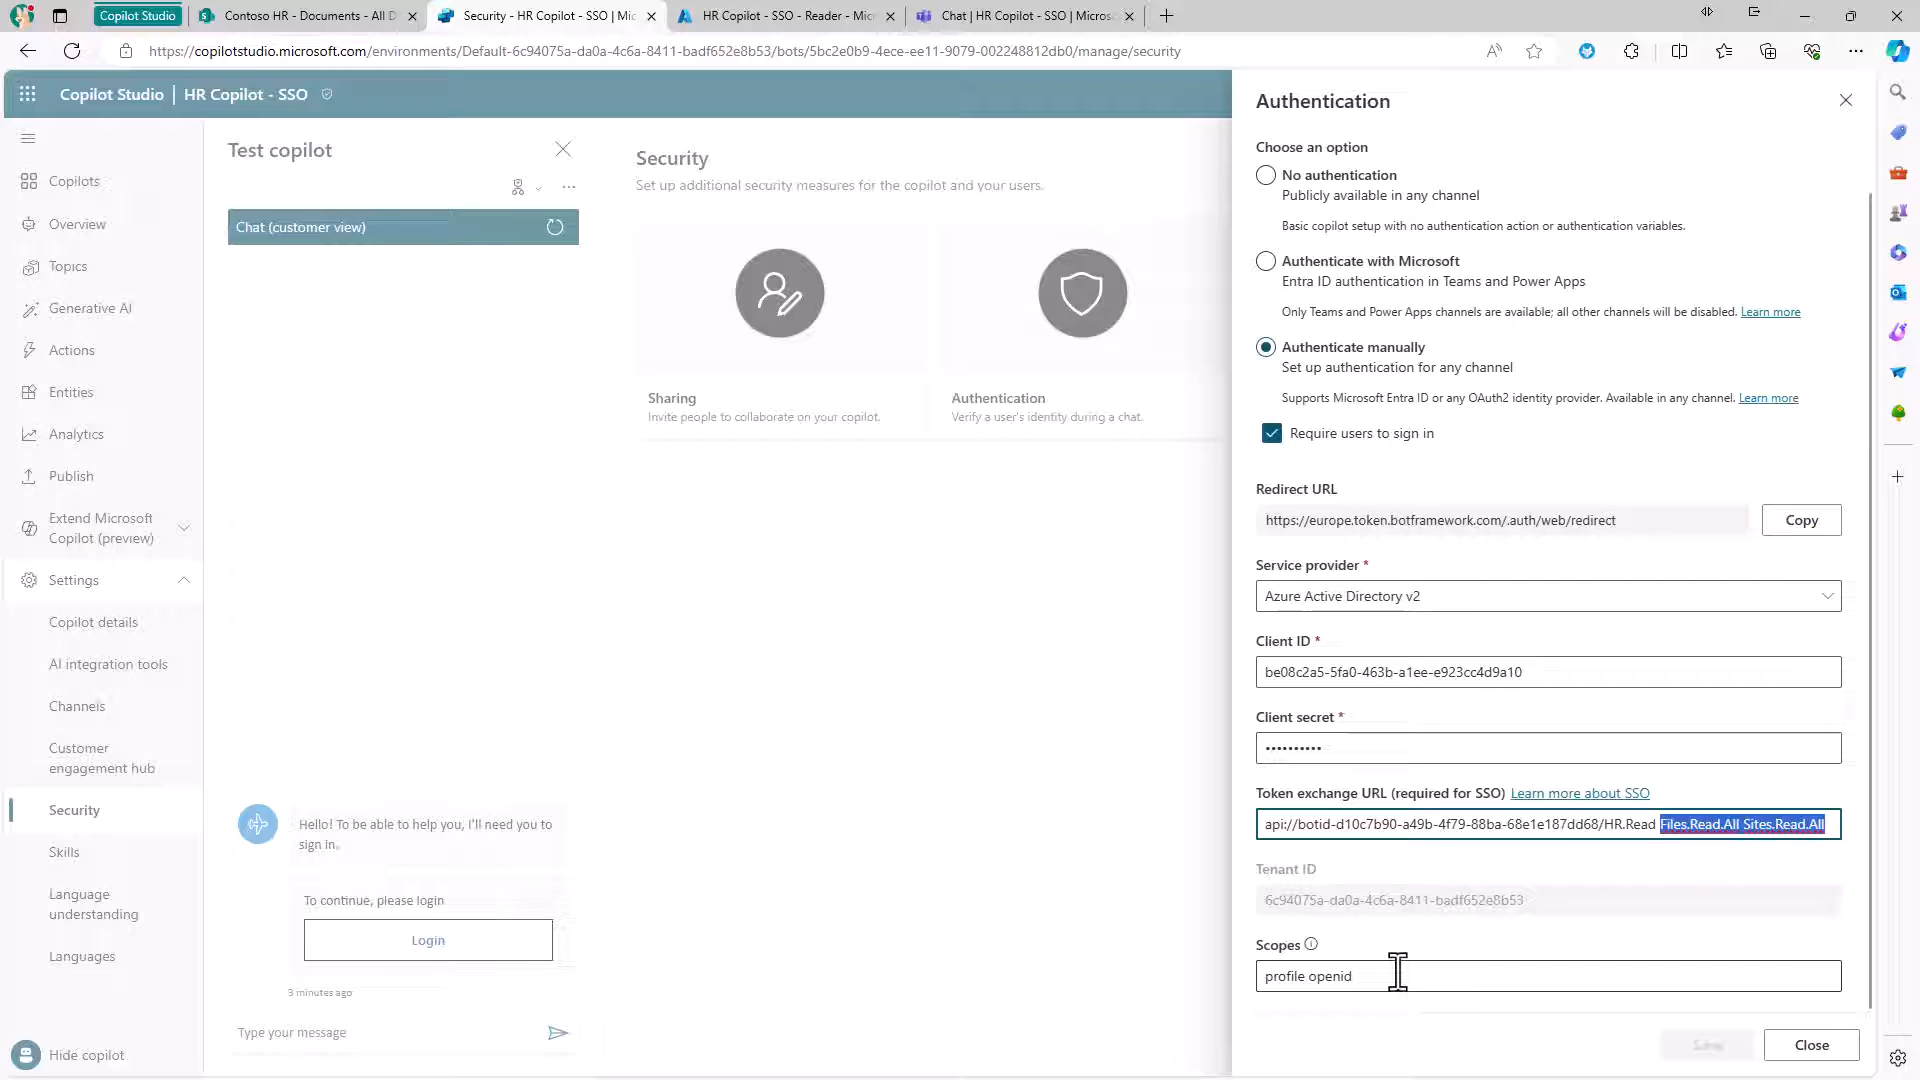 Copilot Studio
Contoso HR - Documents - All D
Security - HR Copilot - SSO | Mic
HR Copilot - SSO - Reader - Mic
Chat | HR Copilot - SSO | Micros
https://copilotstudio.microsoft.com/environments/Default-6c94075a-da0a-4c6a-8411-badf652e8b53/bots/5bc2e0b9-4ece-ee11-9079-002248812db0/manage/security
Copilot Studio | HR Copilot - SSO
Copilots
Overview
Topics
Generative AI
Actions
Entities
Analytics
Publish
Extend Microsoft
Copilot (preview)
Settings
Copilot details
AI integration tools
Channels
Customer
engagement hub
Security
Skills
Language
understanding
Languages
Hide copilot
Test copilot
Chat (customer view)
Hello! To be able to help you, I'll need you to
sign in.
To continue, please login
Login
3 minutes ago
Type your message
Security
Set up additional security measures for the copilot and your users.
Sharing
Invite people to collaborate on your copilot.
Authentication
Verify a user's identity during a chat.
Authentication
Choose an option
No authentication
Publicly available in any channel
Basic copilot setup with no authentication action or authentication variables.
Authenticate with Microsoft
Entra ID authentication in Teams and Power Apps
Only Teams and Power Apps channels are available; all other channels will be disabled. Learn more
Authenticate manually
Set up authentication for any channel
Supports Microsoft Entra ID or any OAuth2 identity provider. Available in any channel. Learn more
Require users to sign in
Redirect URL
https://europe.token.botframework.com/.auth/web/redirect
Copy
Service provider *
Azure Active Directory v2
Client ID *
be08c2a5-5fa0-463b-a1ee-e923cc4d9a10
Client secret *
••••••••••
Token exchange URL (required for SSO) Learn more about SSO
api://botid-d10c7b90-a49b-4f79-88ba-68e1e187dd68/HR.Read Files.Read.All Sites.Read.All
Tenant ID
6c94075a-da0a-4c6a-8411-badf652e8b53
Scopes
profile openid
Save
Close